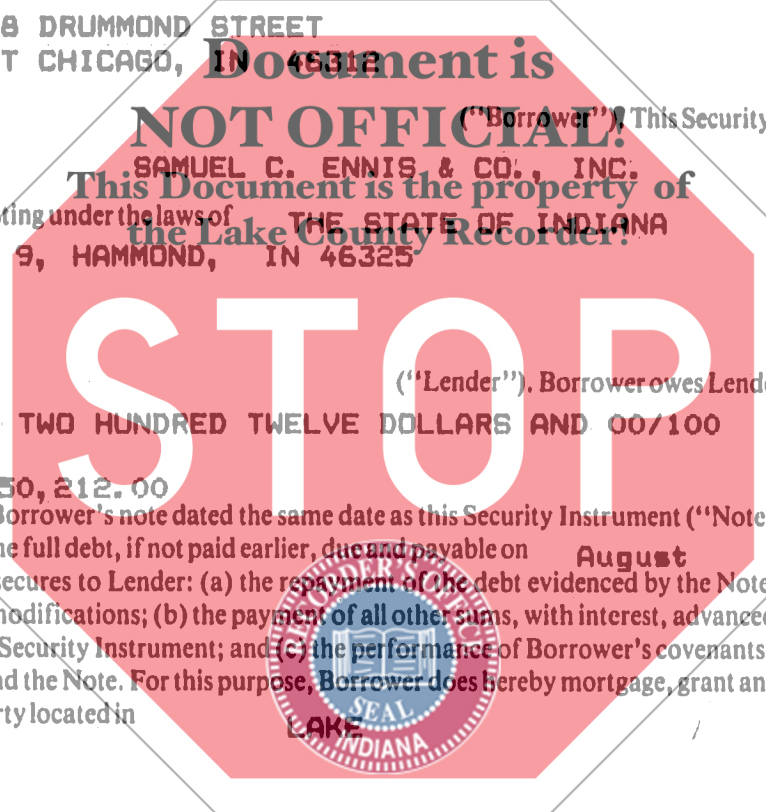 8 DRUMMOND STREET
T CHICAGO, IN 46312
Document is
NOT OFFICIAL!
("Borrower"). This Security
SAMUEL C. ENNIS & CO., INC.
This Document is the property of
ting under the laws of THE STATE OF INDIANA
the Lake County Recorder!
9, HAMMOND, IN 46325
STOP
("Lender"). Borrower owes Lende
TWO HUNDRED TWELVE DOLLARS AND 00/100
50,212.00
Borrower's note dated the same date as this Security Instrument ("Note
he full debt, if not paid earlier, due and payable on August
secures to Lender: (a) the repayment of the debt evidenced by the Note
modifications; (b) the payment of all other sums, with interest, advanced
Security Instrument; and (c) the performance of Borrower's covenants
nd the Note. For this purpose, Borrower does hereby mortgage, grant an
rty located in LAKE
RECORDER'S OFFICE
SEAL
INDIANA